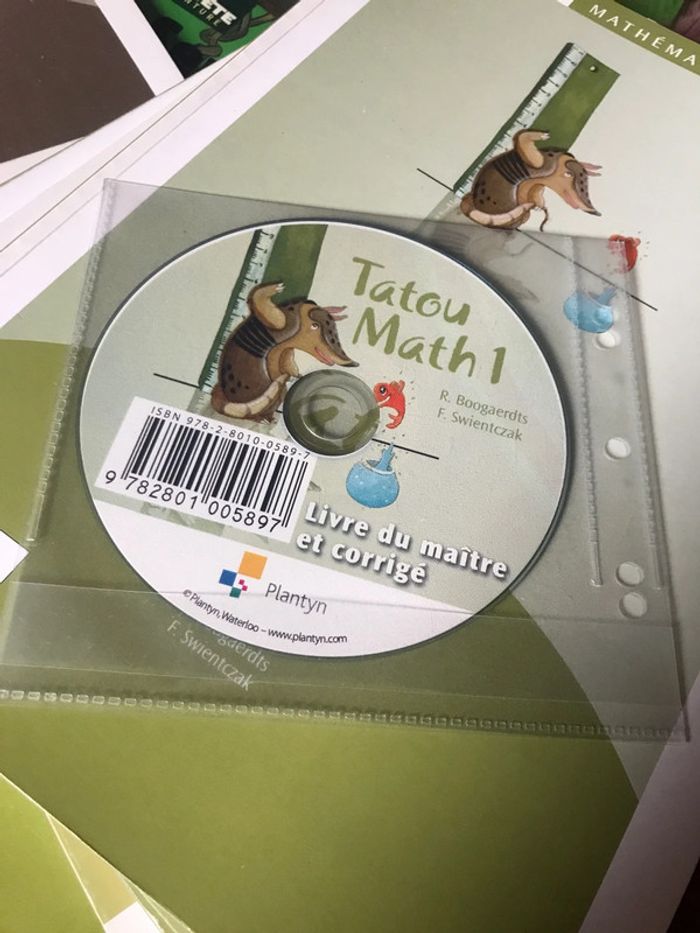 MATHÉMA
Tatou
Math 1
R. Boogaerdts
F. Swientczak
ISBN 978-2-8010-0589-7
9 782801 005897
Livre du maître
et corrigé
Plantyn
© Plantyn, Waterloo – www.plantyn.com
F. Swientczak